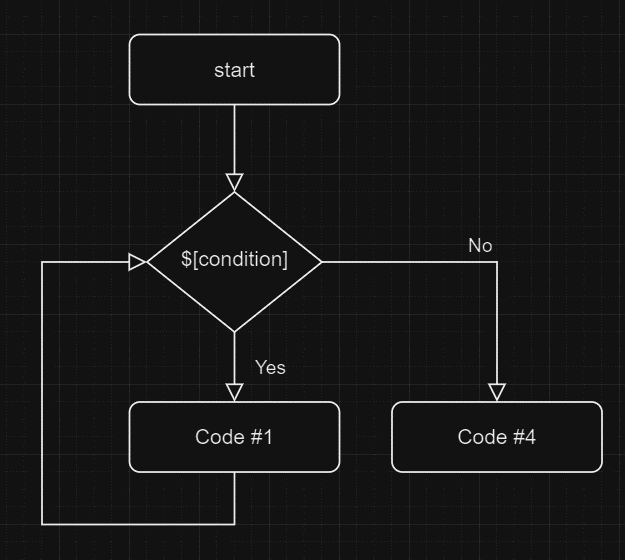 start
$[condition]
No
Yes
Code #1
Code #4